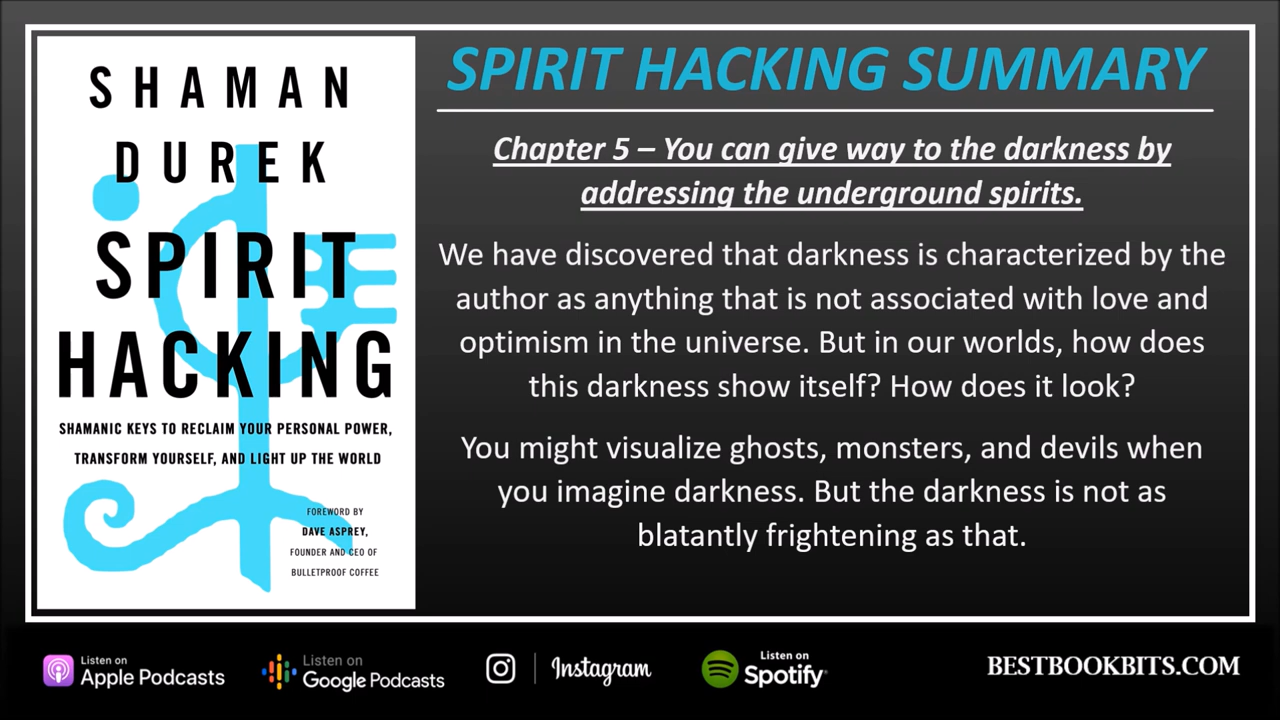 SHAMAN
DUREK
SPIRIT
HACKING
SHAMANIC KEYS TO RECLAIM YOUR PERSONAL POWER,
TRANSFORM YOURSELF, AND LIGHT UP THE WORLD
FOREWORD BY
DAVE ASPREY,
FOUNDER AND CEO OF
BULLETPROOF COFFEE
SPIRIT HACKING SUMMARY
Chapter 5 – You can give way to the darkness by
addressing the underground spirits.
We have discovered that darkness is characterized by the
author as anything that is not associated with love and
optimism in the universe. But in our worlds, how does
this darkness show itself? How does it look?
You might visualize ghosts, monsters, and devils when
you imagine darkness. But the darkness is not as
blatantly frightening as that.
Listen on
Apple Podcasts
Listen on
Google Podcasts
Instagram
Listen on
Spotify
BESTBOOKBITS.COM